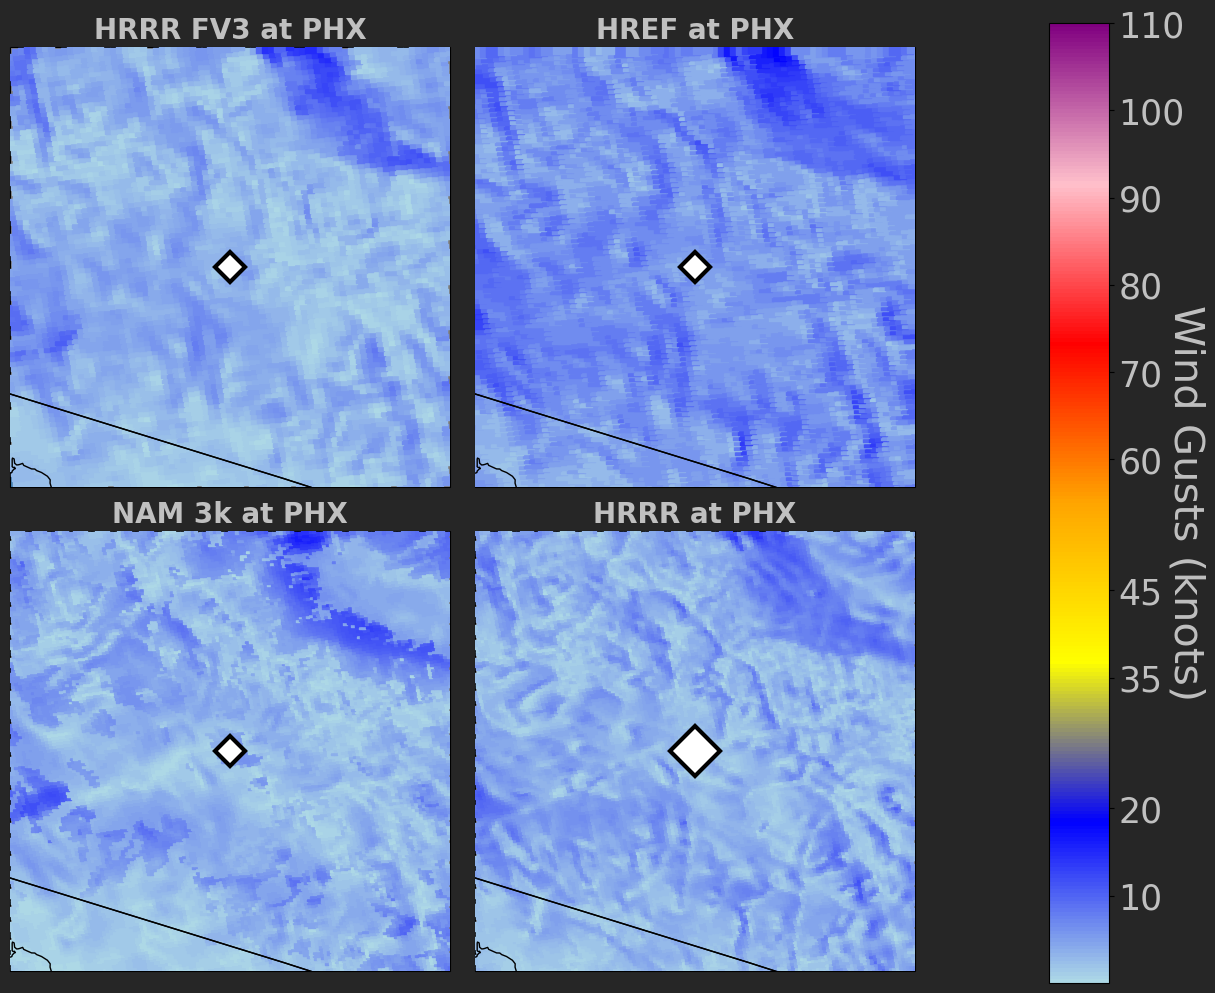 HRRR FV3 at PHX
HREF at PHX
NAM 3k at PHX
HRRR at PHX
110
100
90
80
70
60
45
35
20
10
Wind Gusts (knots)